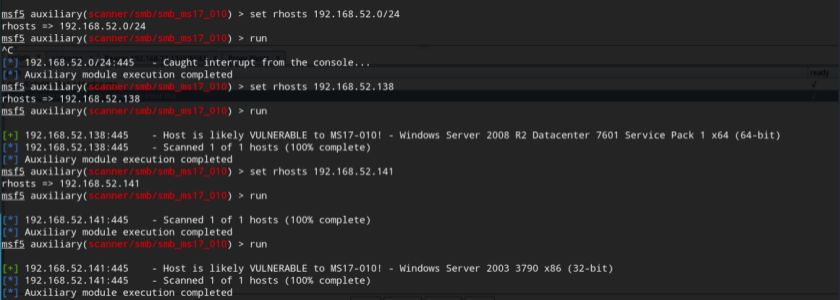 msf5 auxiliary(scanner/smb/smb_ms17_010) > set rhosts 192.168.52.0/24
rhosts => 192.168.52.0/24
msf5 auxiliary(scanner/smb/smb_ms17_010) > run
^C
[*] 192.168.52.0/24:445 - Caught interrupt from the console...
[*] Auxiliary module execution completed
msf5 auxiliary(scanner/smb/smb_ms17_010) > set rhosts 192.168.52.138
rhosts => 192.168.52.138
msf5 auxiliary(scanner/smb/smb_ms17_010) > run
[+] 192.168.52.138:445 - Host is likely VULNERABLE to MS17-010! - Windows Server 2008 R2 Datacenter 7601 Service Pack 1 x64 (64-bit)
[*] 192.168.52.138:445 - Scanned 1 of 1 hosts (100% complete)
[*] Auxiliary module execution completed
msf5 auxiliary(scanner/smb/smb_ms17_010) > set rhosts 192.168.52.141
rhosts => 192.168.52.141
msf5 auxiliary(scanner/smb/smb_ms17_010) > run
[*] 192.168.52.141:445 - Scanned 1 of 1 hosts (100% complete)
[*] Auxiliary module execution completed
msf5 auxiliary(scanner/smb/smb_ms17_010) > run
[+] 192.168.52.141:445 - Host is likely VULNERABLE to MS17-010! - Windows Server 2003 3790 x86 (32-bit)
[*] 192.168.52.141:445 - Scanned 1 of 1 hosts (100% complete)
[*] Auxiliary module execution completed
ready